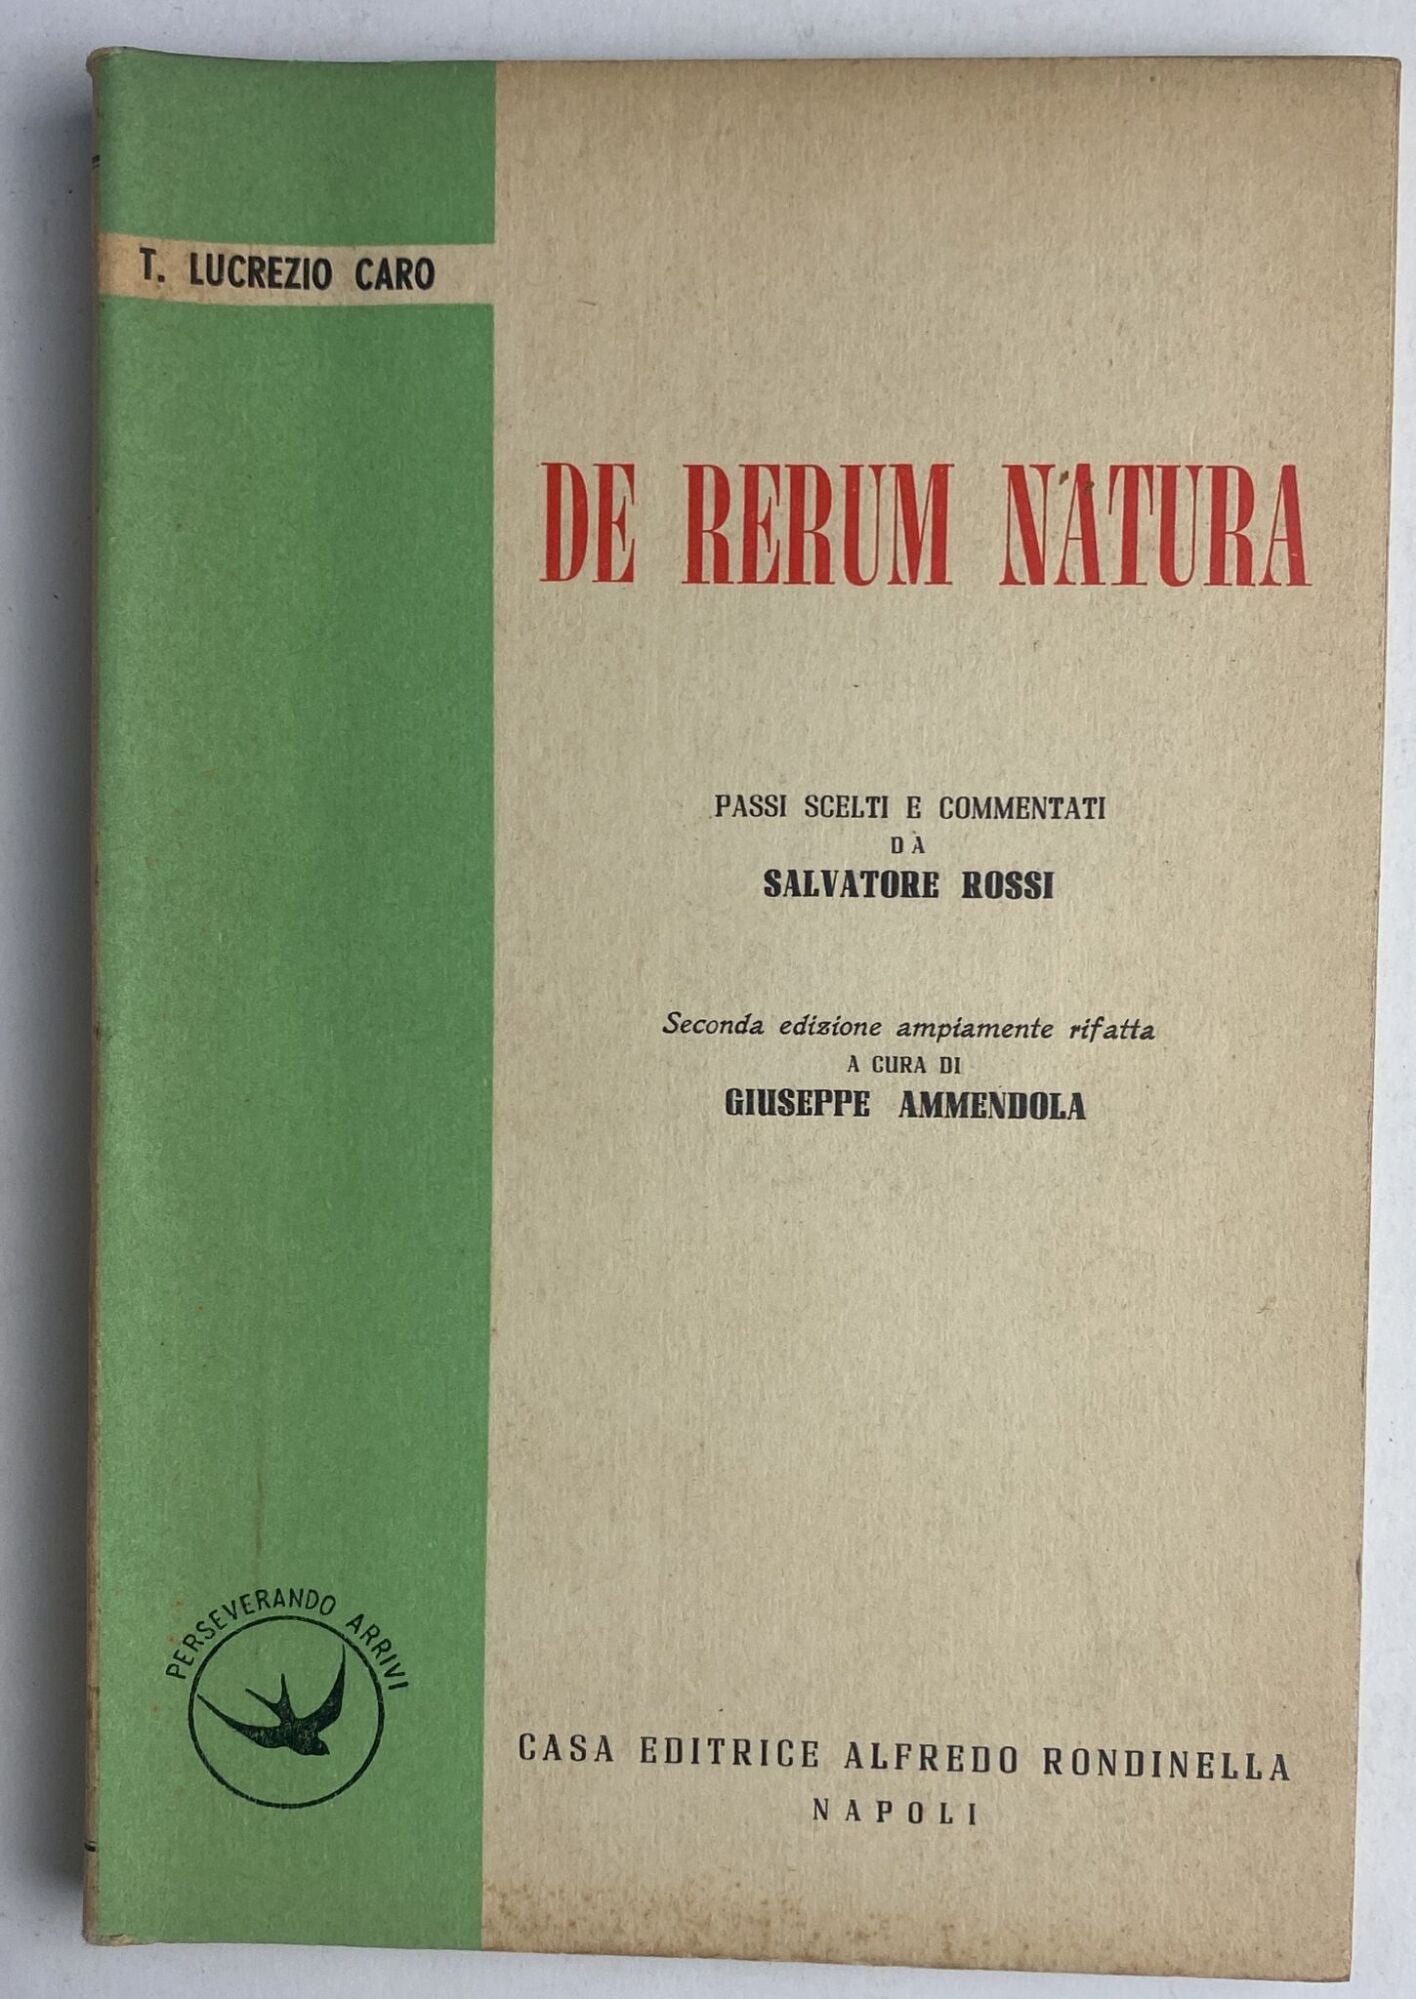 T. LUCREZIO CARO
DE RERUM NATURA
PASSI SCELTI E COMMENTATI
DA
SALVATORE ROSSI
Seconda edizione ampiamente rifatta
A CURA DI
GIUSEPPE AMMENDOLA
PERSEVERANDO ARRIVI
CASA EDITRICE ALFREDO RONDINELLA
NAPOLI